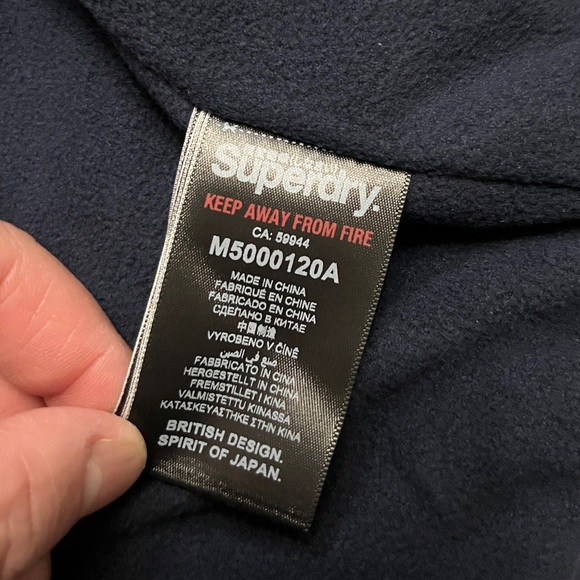 Superdry.
KEEP AWAY FROM FIRE
CA: 59944
M5000120A
MADE IN CHINA
FABRIQUÉ EN CHINE
FABRICADO EN CHINA
СДЕЛАНО В КИТАЕ
中国制造
VYROBENO V ČÍNĚ
صنع في الصين
FABBRICATO IN CINA
HERGESTELLT IN CHINA
FREMSTILLET I KINA
VALMISTETTU KIINASSA
ΚΑΤΑΣΚΕΥΑΣΤΗΚΕ ΣΤΗΝ ΚΙΝΑ
BRITISH DESIGN.
SPIRIT OF JAPAN.